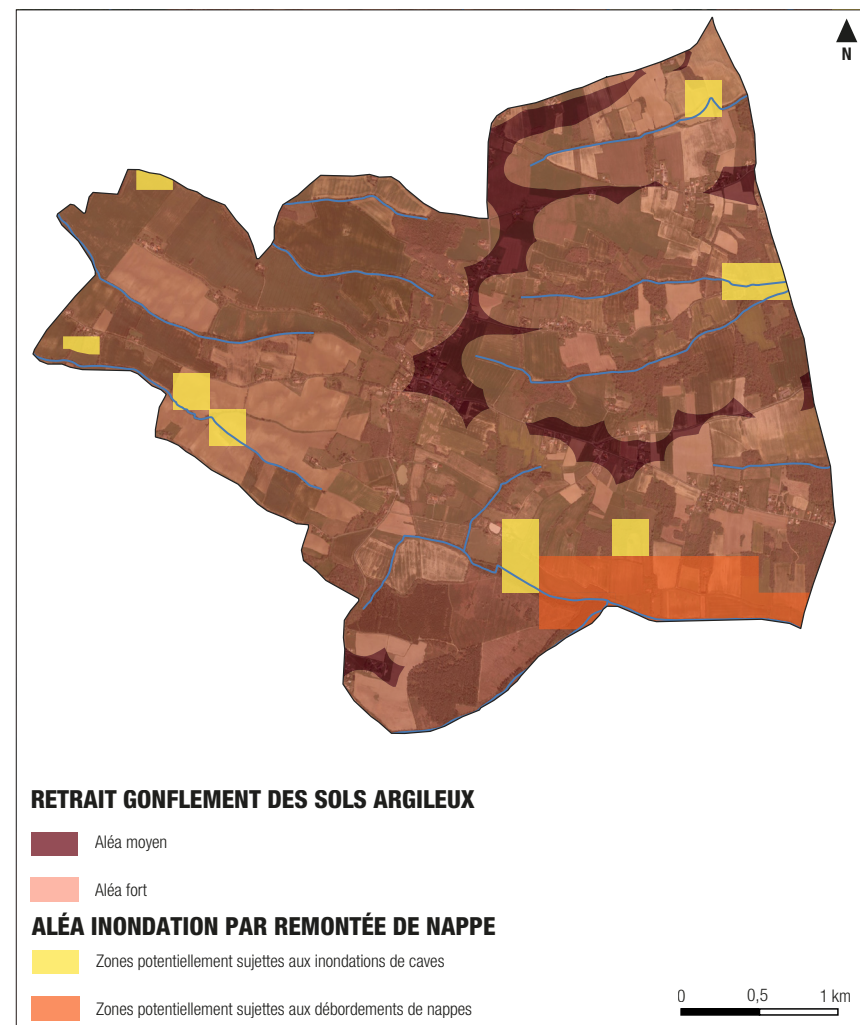 N
RETRAIT GONFLEMENT DES SOLS ARGILEUX
Aléa moyen
Aléa fort
ALÉA INONDATION PAR REMONTÉE DE NAPPE
Zones potentiellement sujettes aux inondations de caves
Zones potentiellement sujettes aux débordements de nappes
0 0,5 1 km